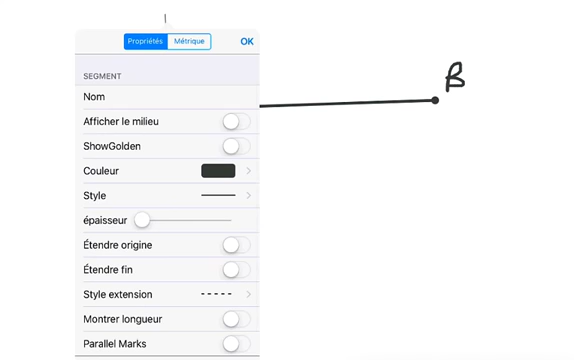 Propriétés Métrique OK
SEGMENT
Nom
Afficher le milieu
ShowGolden
Couleur
Style
épaisseur
Étendre origine
Étendre fin
Style extension
Montrer longueur
Parallel Marks
B